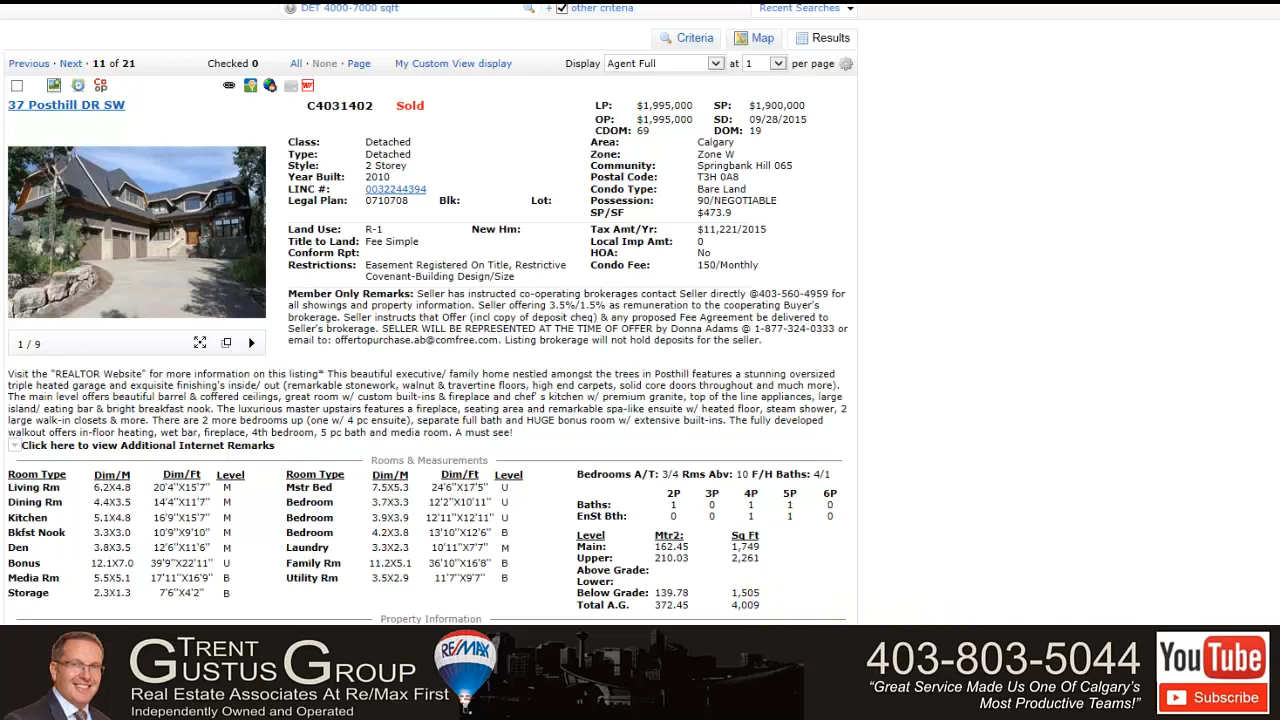 DET 4000-7000 sqft + other criteria Recent Searches
Criteria Map Results
Previous · Next · 11 of 21 Checked 0 All · None · Page My Custom View display Display Agent Full at 1 per page
37 Posthill DR SW C4031402 Sold LP: $1,995,000 SP: $1,900,000
OP: $1,995,000 SD: 09/28/2015
CDOM: 69 DOM: 19
Class: Detached Area: Calgary
Type: Detached Zone: Zone W
Style: 2 Storey Community: Springbank Hill 065
Year Built: 2010 Postal Code: T3H 0A8
LINC #: 0032244394 Condo Type: Bare Land
Legal Plan: 0710708 Blk: Lot: Possession: 90/NEGOTIABLE
SP/SF $473.9
Land Use: R-1 New Hm: Tax Amt/Yr: $11,221/2015
Title to Land: Fee Simple Local Imp Amt: 0
Conform Rpt: HOA: No
Restrictions: Easement Registered On Title, Restrictive Condo Fee: 150/Monthly
Covenant-Building Design/Size
Member Only Remarks: Seller has instructed co-operating brokerages contact Seller directly @403-560-4959 for
all showings and property information. Seller offering 3.5%/1.5% as remuneration to the cooperating Buyer's
brokerage. Seller instructs that Offer (incl copy of deposit cheq) & any proposed Fee Agreement be delivered to
Seller's brokerage. SELLER WILL BE REPRESENTED AT THE TIME OF OFFER by Donna Adams @ 1-877-324-0333 or
email to: offertopurchase.ab@comfree.com. Listing brokerage will not hold deposits for the seller.
1 / 9
Visit the "REALTOR Website" for more information on this listing* This beautiful executive/ family home nestled amongst the trees in Posthill features a stunning oversized
triple heated garage and exquisite finishing's inside/ out (remarkable stonework, walnut & travertine floors, high end carpets, solid core doors throughout and much more).
The main level offers beautiful barrel & coffered ceilings, great room w/ custom built-ins & fireplace and chef' s kitchen w/ premium granite, top of the line appliances, large
island/ eating bar & bright breakfast nook. The luxurious master upstairs features a fireplace, seating area and remarkable spa-like ensuite w/ heated floor, steam shower, 2
large walk-in closets & more. There are 2 more bedrooms up (one w/ 4 pc ensuite), separate full bath and HUGE bonus room w/ extensive built-ins. The fully developed
walkout offers in-floor heating, wet bar, fireplace, 4th bedroom, 5 pc bath and media room. A must see!
Click here to view Additional Internet Remarks
Rooms & Measurements
Room Type Dim/M Dim/Ft Level Room Type Dim/M Dim/Ft Level Bedrooms A/T: 3/4 Rms Abv: 10 F/H Baths: 4/1
Living Rm 6.2X4.8 20'4"X15'7" M Mstr Bed 7.5X5.3 24'6"X17'5" U
2P 3P 4P 5P 6P
Dining Rm 4.4X3.5 14'4"X11'7" M Bedroom 3.7X3.3 12'2"X10'11" U Baths: 1 0 1 1 0
Kitchen 5.1X4.8 16'9"X15'7" M Bedroom 3.9X3.9 12'11"X12'11" U EnSt Bth: 0 0 1 1 0
Bkfst Nook 3.3X3.0 10'9"X9'10" M Bedroom 4.2X3.8 13'10"X12'6" B Level Mtr2: Sq Ft
Den 3.8X3.5 12'6"X11'6" M Laundry 3.3X2.3 10'11"X7'7" M Main: 162.45 1,749
Bonus 12.1X7.0 39'9"X22'11" U Family Rm 11.2X5.1 36'10"X16'8" B Upper: 210.03 2,261
Media Rm 5.5X5.1 17'11"X16'9" B Utility Rm 3.5X2.9 11'7"X9'7" B Above Grade:
Lower:
Storage 2.3X1.3 7'6"X4'2" B Below Grade: 139.78 1,505
Total A.G. 372.45 4,009
Property Information
TRENT
GUSTUS GROUP
Real Estate Associates At Re/Max First
Independently Owned and Operated
RE/MAX
403-803-5044
"Great Service Made Us One Of Calgary's
Most Productive Teams!"
YouTube
Subscribe